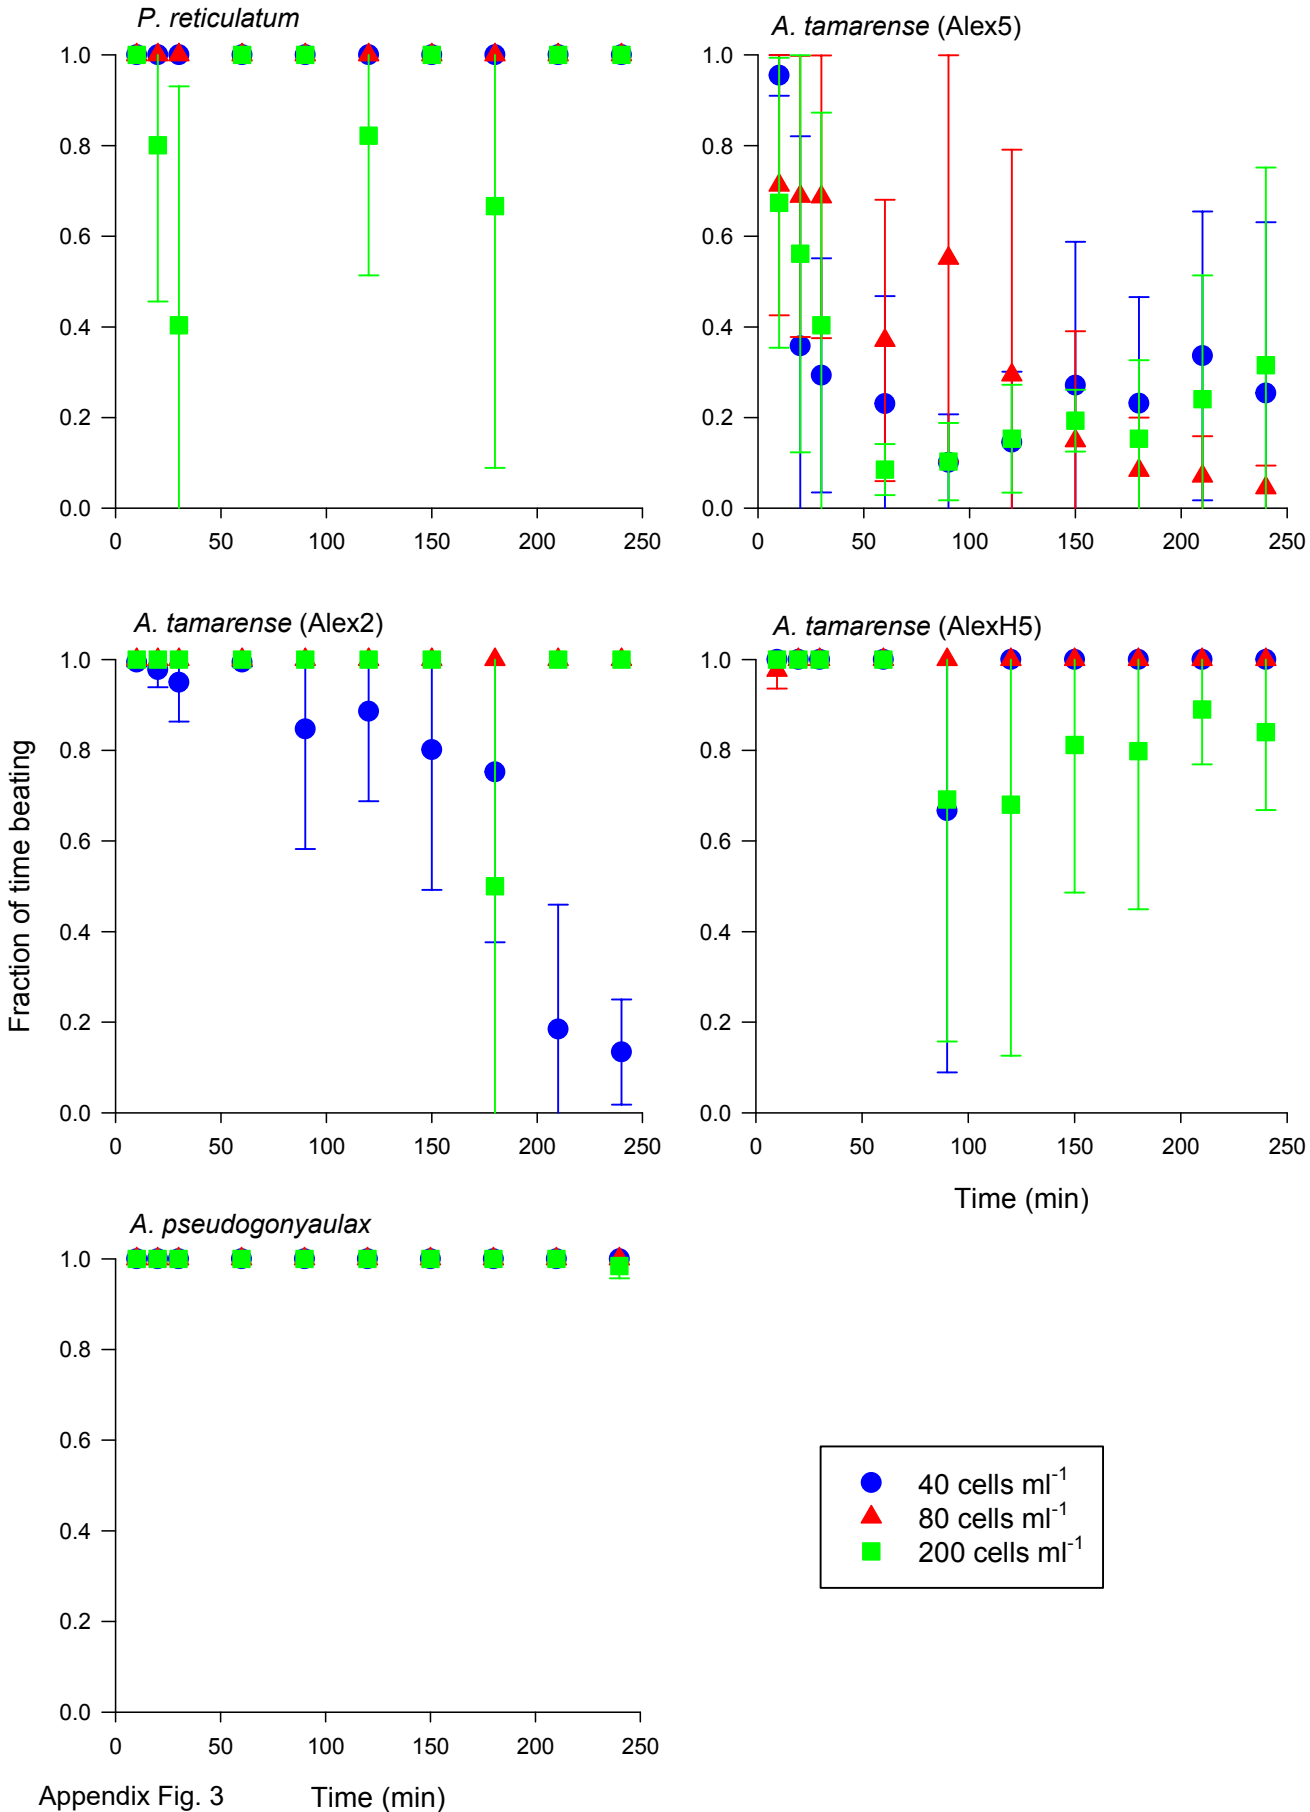 P. reticulatum
1.0
0.8
0.6
0.4
0.2
0.0
0 50 100 150 200 250
A. tamarense (Alex5)
1.0
0.8
0.6
0.4
0.2
0.0
0 50 100 150 200 250
A. tamarense (Alex2)
1.0
0.8
0.6
0.4
0.2
0.0
0 50 100 150 200 250
Fraction of time beating
A. tamarense (AlexH5)
1.0
0.8
0.6
0.4
0.2
0.0
0 50 100 150 200 250
Time (min)
A. pseudogonyaulax
1.0
0.8
0.6
0.4
0.2
0.0
0 50 100 150 200 250
Time (min)
40 cells ml-1
80 cells ml-1
200 cells ml-1
Appendix Fig. 3